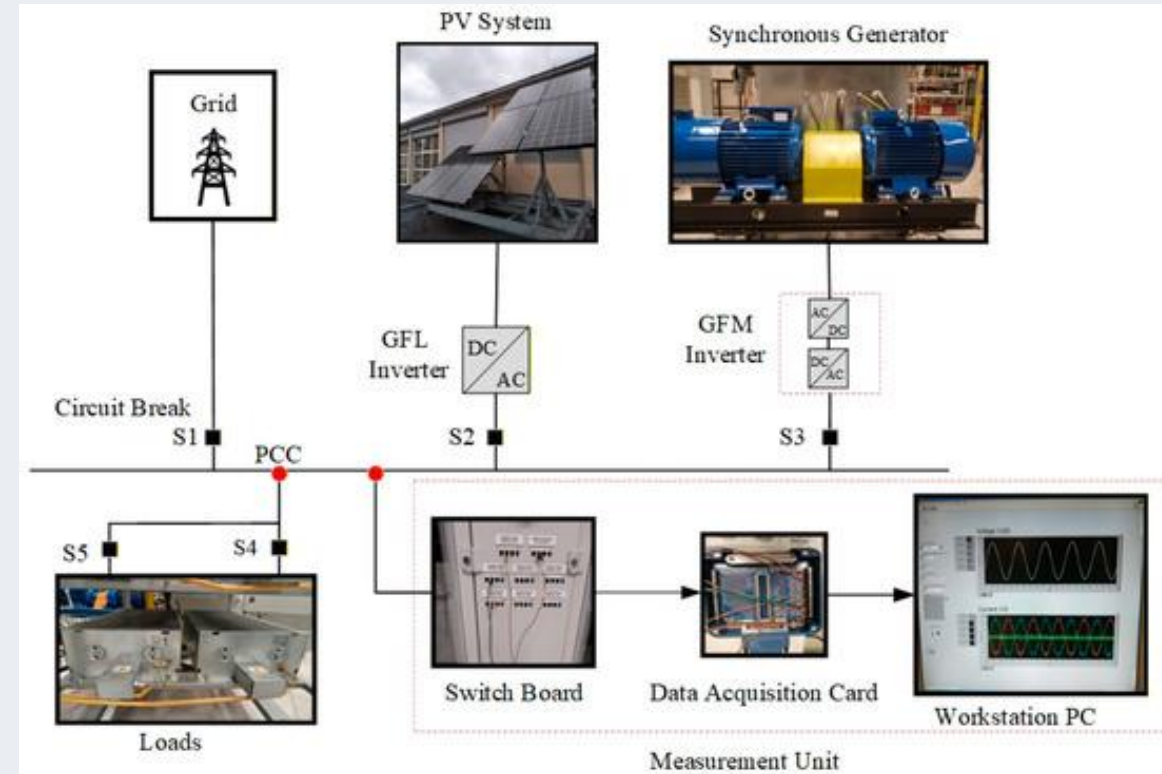 PV System
Synchronous Generator
Grid
GFL
Inverter
DC
AC
GFM
Inverter
AC
DC
DC
AC
Circuit Break
S1
S2
S3
PCC
S5
S4
Switch Board
Data Acquisition Card
Workstation PC
Loads
Measurement Unit